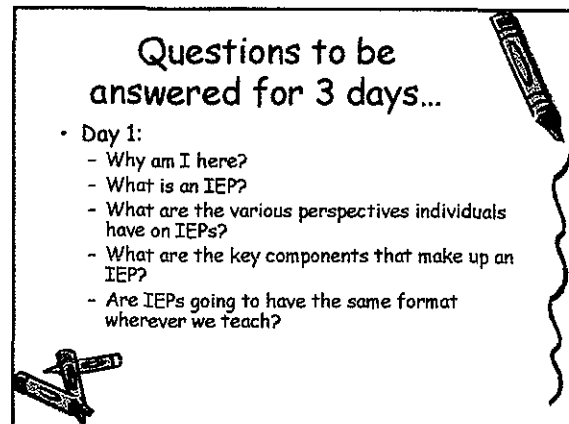 Questions to be
answered for 3 days...
• Day 1:
- Why am I here?
- What is an IEP?
- What are the various perspectives individuals
have on IEPs?
- What are the key components that make up an
IEP?
- Are IEPs going to have the same format
wherever we teach?